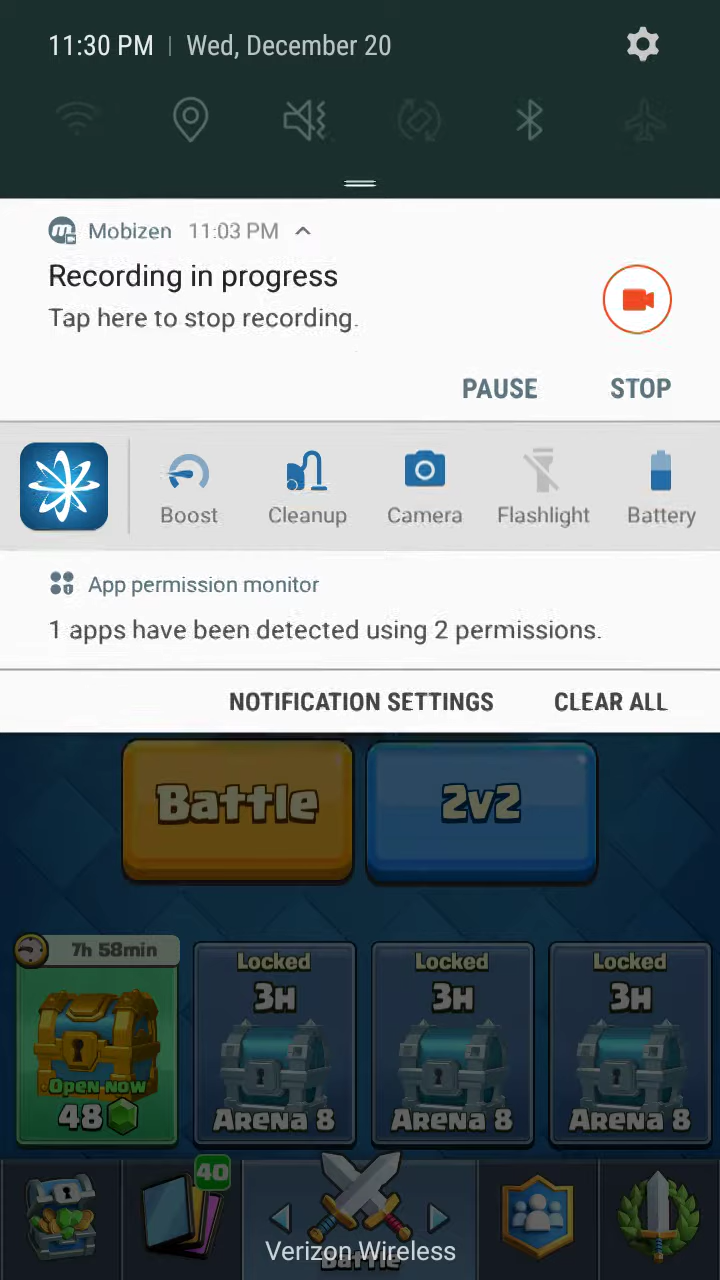 11:30 PM | Wed, December 20
Mobizen 11:03 PM
Recording in progress
Tap here to stop recording.
PAUSE STOP
Boost Cleanup Camera Flashlight Battery
App permission monitor
1 apps have been detected using 2 permissions.
NOTIFICATION SETTINGS CLEAR ALL
Battle 2v2
7h 58min
Locked Locked Locked
3H 3H 3H
Open now
48
Arena 8 Arena 8 Arena 8
40
Verizon Wireless
Battle